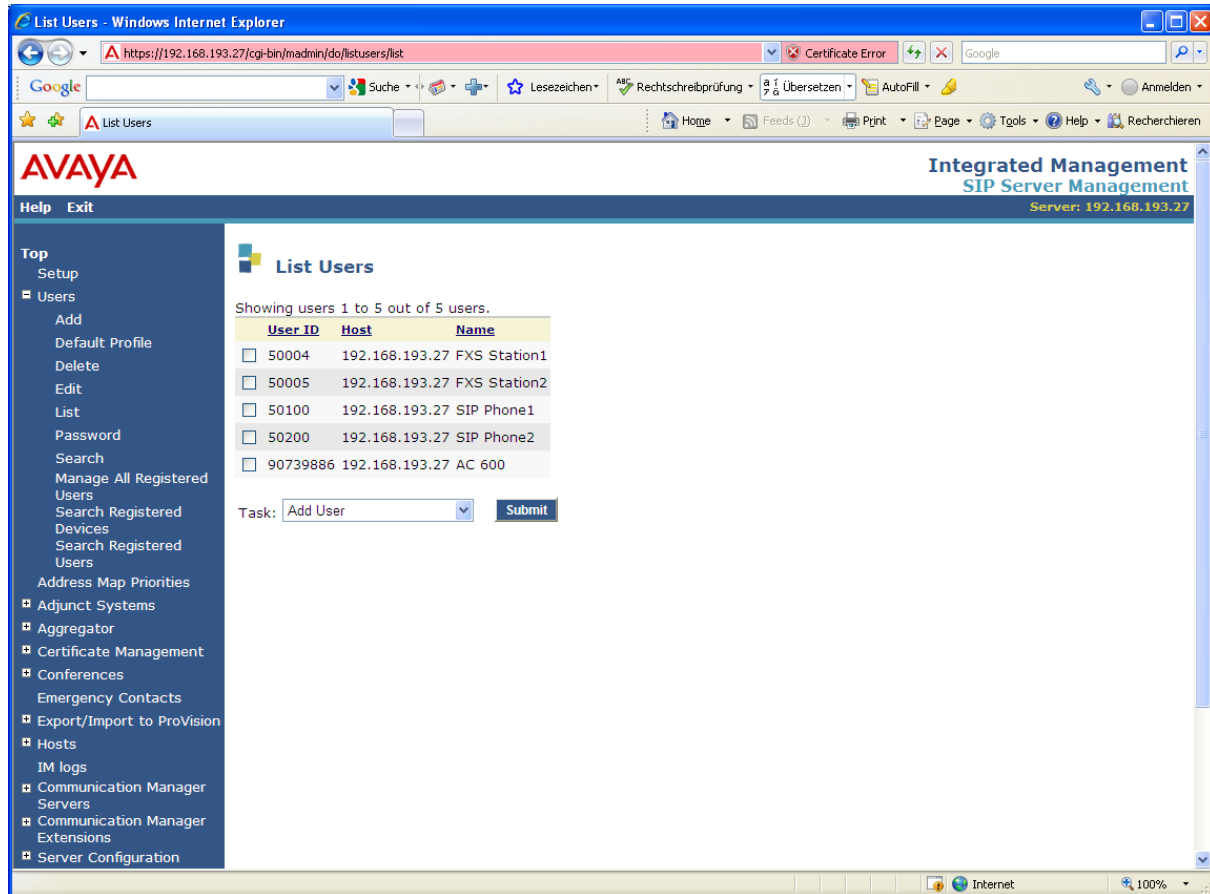 List Users - Windows Internet Explorer
https://192.168.193.27/cgi-bin/madmin/do/listusers/list
Certificate Error
Google
Google
Suche
Lesezeichen
ABC Rechtschreibprüfung
Übersetzen
AutoFill
Anmelden
List Users
Home
Feeds (J)
Print
Page
Tools
Help
Recherchieren
AVAYA
Integrated Management
SIP Server Management
Help Exit
Server: 192.168.193.27
Top
Setup
Users
Add
Default Profile
Delete
Edit
List
Password
Search
Manage All Registered
Users
Search Registered
Devices
Search Registered
Users
Address Map Priorities
Adjunct Systems
Aggregator
Certificate Management
Conferences
Emergency Contacts
Export/Import to ProVision
Hosts
IM logs
Communication Manager
Servers
Communication Manager
Extensions
Server Configuration
List Users
Showing users 1 to 5 out of 5 users.
User ID Host Name
50004 192.168.193.27 FXS Station1
50005 192.168.193.27 FXS Station2
50100 192.168.193.27 SIP Phone1
50200 192.168.193.27 SIP Phone2
90739886 192.168.193.27 AC 600
Task: Add User Submit
Internet
100%